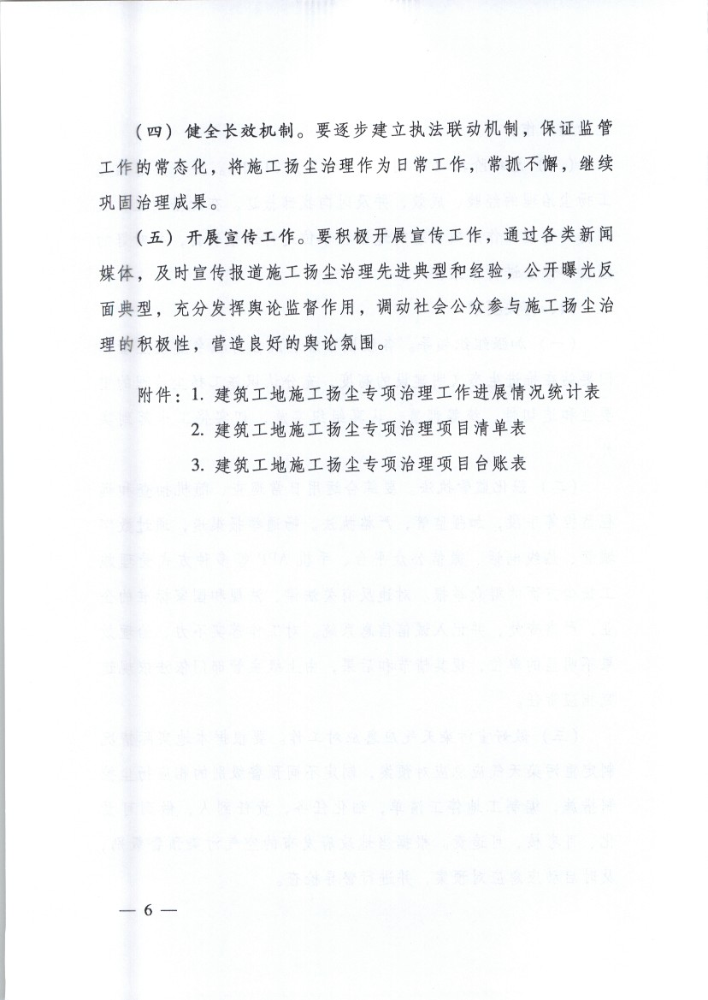 （四）健全长效机制。要逐步建立执法联动机制，保证监管
工作的常态化，将施工扬尘治理作为日常工作，常抓不懈，继续
巩固治理成果。
（五）开展宣传工作。要积极开展宣传工作，通过各类新闻
媒体，及时宣传报道施工扬尘治理先进典型和经验，公开曝光反
面典型，充分发挥舆论监督作用，调动社会公众参与施工扬尘治
理的积极性，营造良好的舆论氛围。
附件：1. 建筑工地施工扬尘专项治理工作进展情况统计表
2. 建筑工地施工扬尘专项治理项目清单表
3. 建筑工地施工扬尘专项治理项目台账表
— 6 —